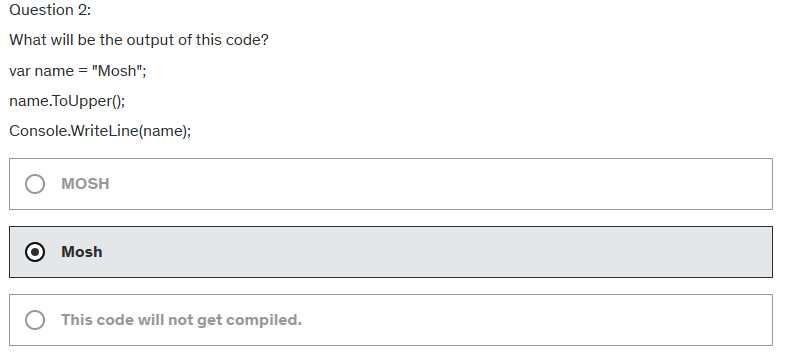 Question 2:
What will be the output of this code?
var name = "Mosh";
name.ToUpper();
Console.WriteLine(name);
MOSH
Mosh
This code will not get compiled.